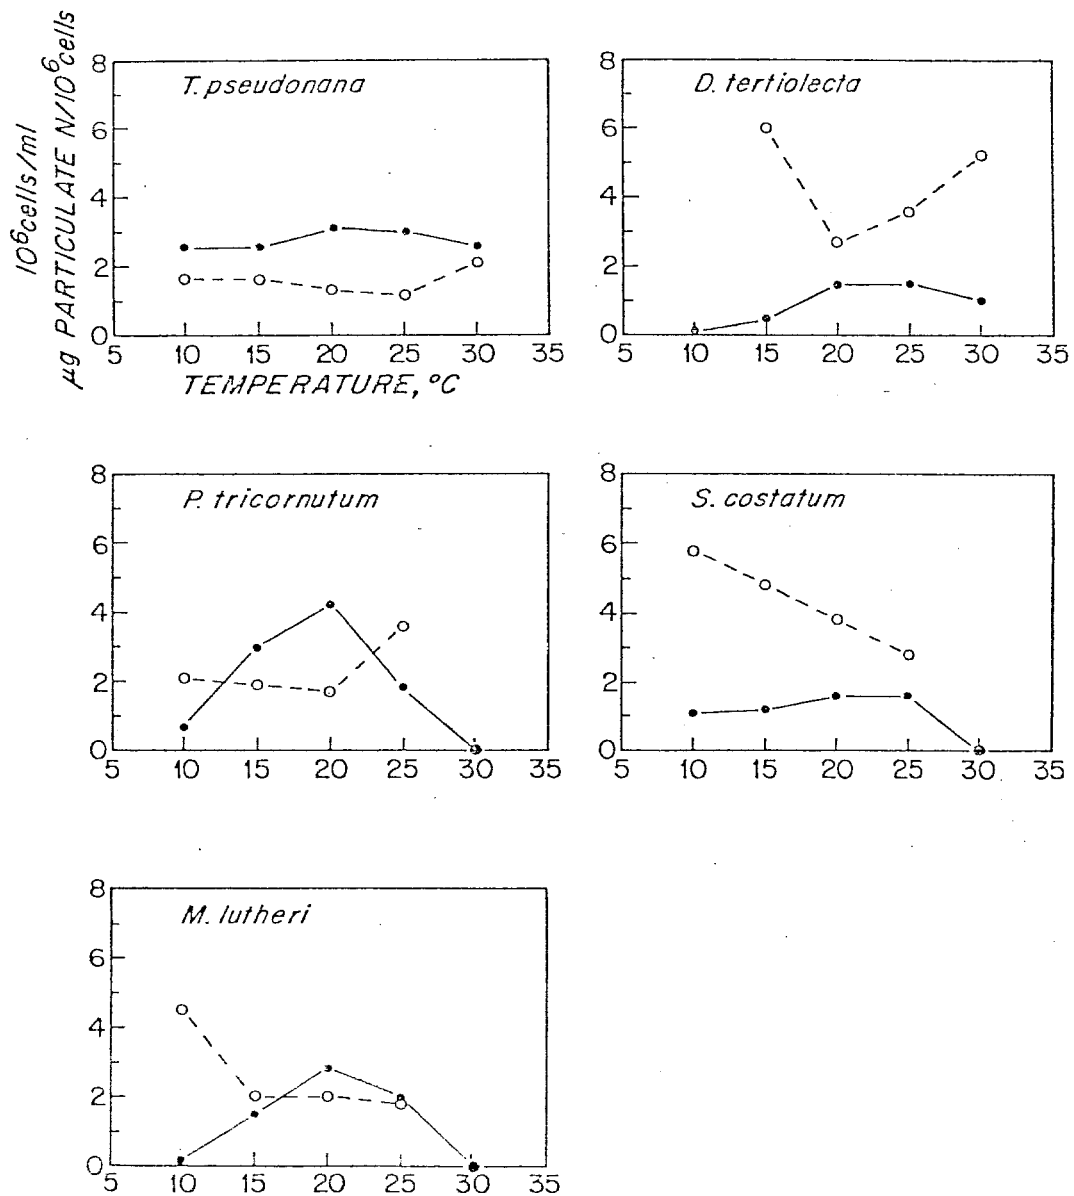 10⁶cells/ml
µg PARTICULATE N/10⁶cells
8
6
4
2
0
T. pseudonana
5 10 15 20 25 30 35
TEMPERATURE, °C
8
6
4
2
0
D. tertiolecta
5 10 15 20 25 30 35
8
6
4
2
0
P. tricornutum
5 10 15 20 25 30 35
8
6
4
2
0
S. costatum
5 10 15 20 25 30 35
8
6
4
2
0
M. lutheri
5 10 15 20 25 30 35